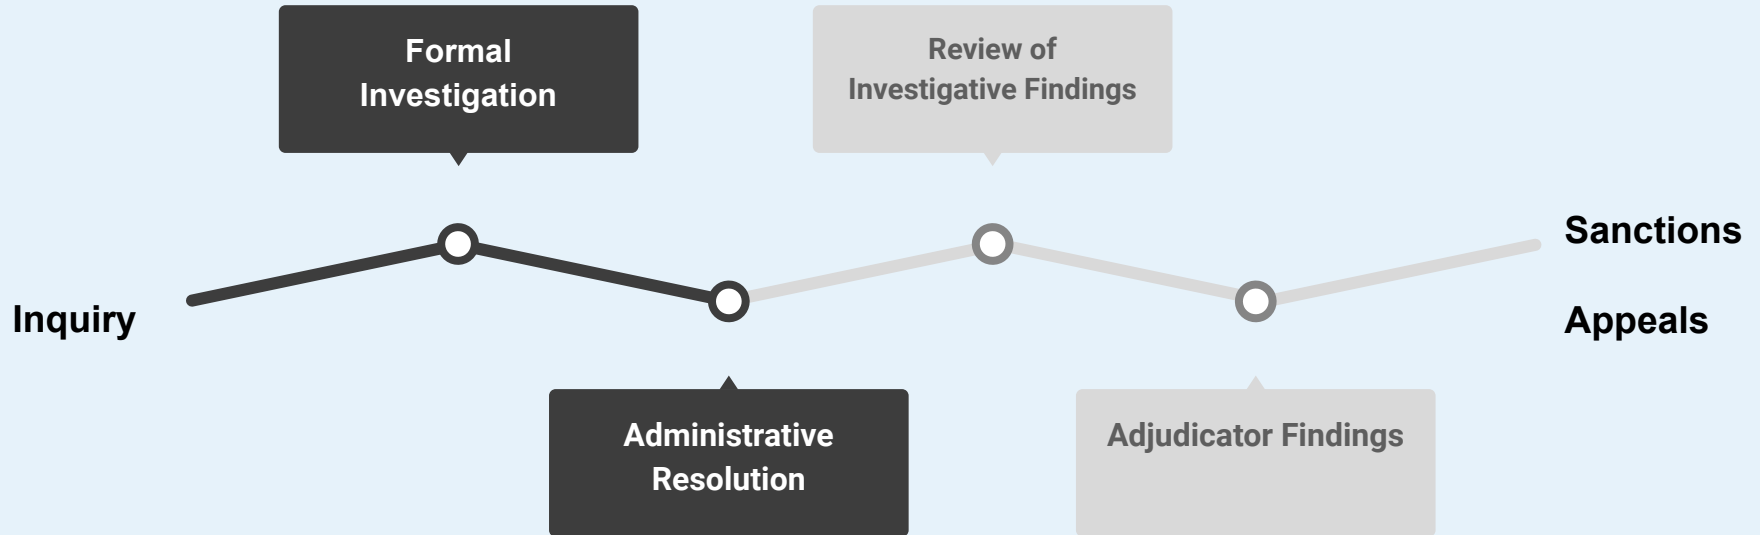 Formal
Investigation
Review of
Investigative Findings
Inquiry
Sanctions
Appeals
Administrative
Resolution
Adjudicator Findings